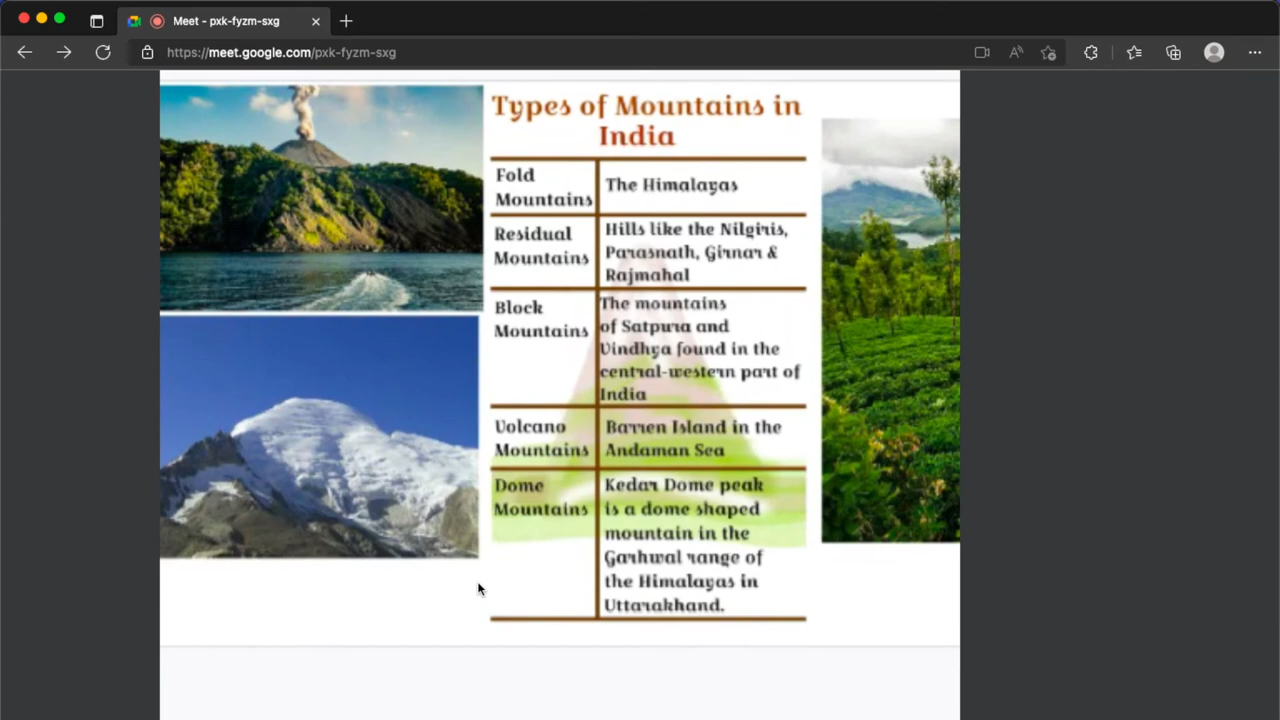 Meet - pxk-fyzm-sxg
https://meet.google.com/pxk-fyzm-sxg
Types of Mountains in
India
Fold
Mountains
The Himalayas
Residual
Mountains
Hills like the Nilgiris,
Parasnath, Girnar &
Rajmahal
Block
Mountains
The mountains
of Satpura and
Vindhya found in the
central-western part of
India
Volcano
Mountains
Barren Island in the
Andaman Sea
Dome
Mountains
Kedar Dome peak
is a dome shaped
mountain in the
Garhwal range of
the Himalayas in
Uttarakhand.